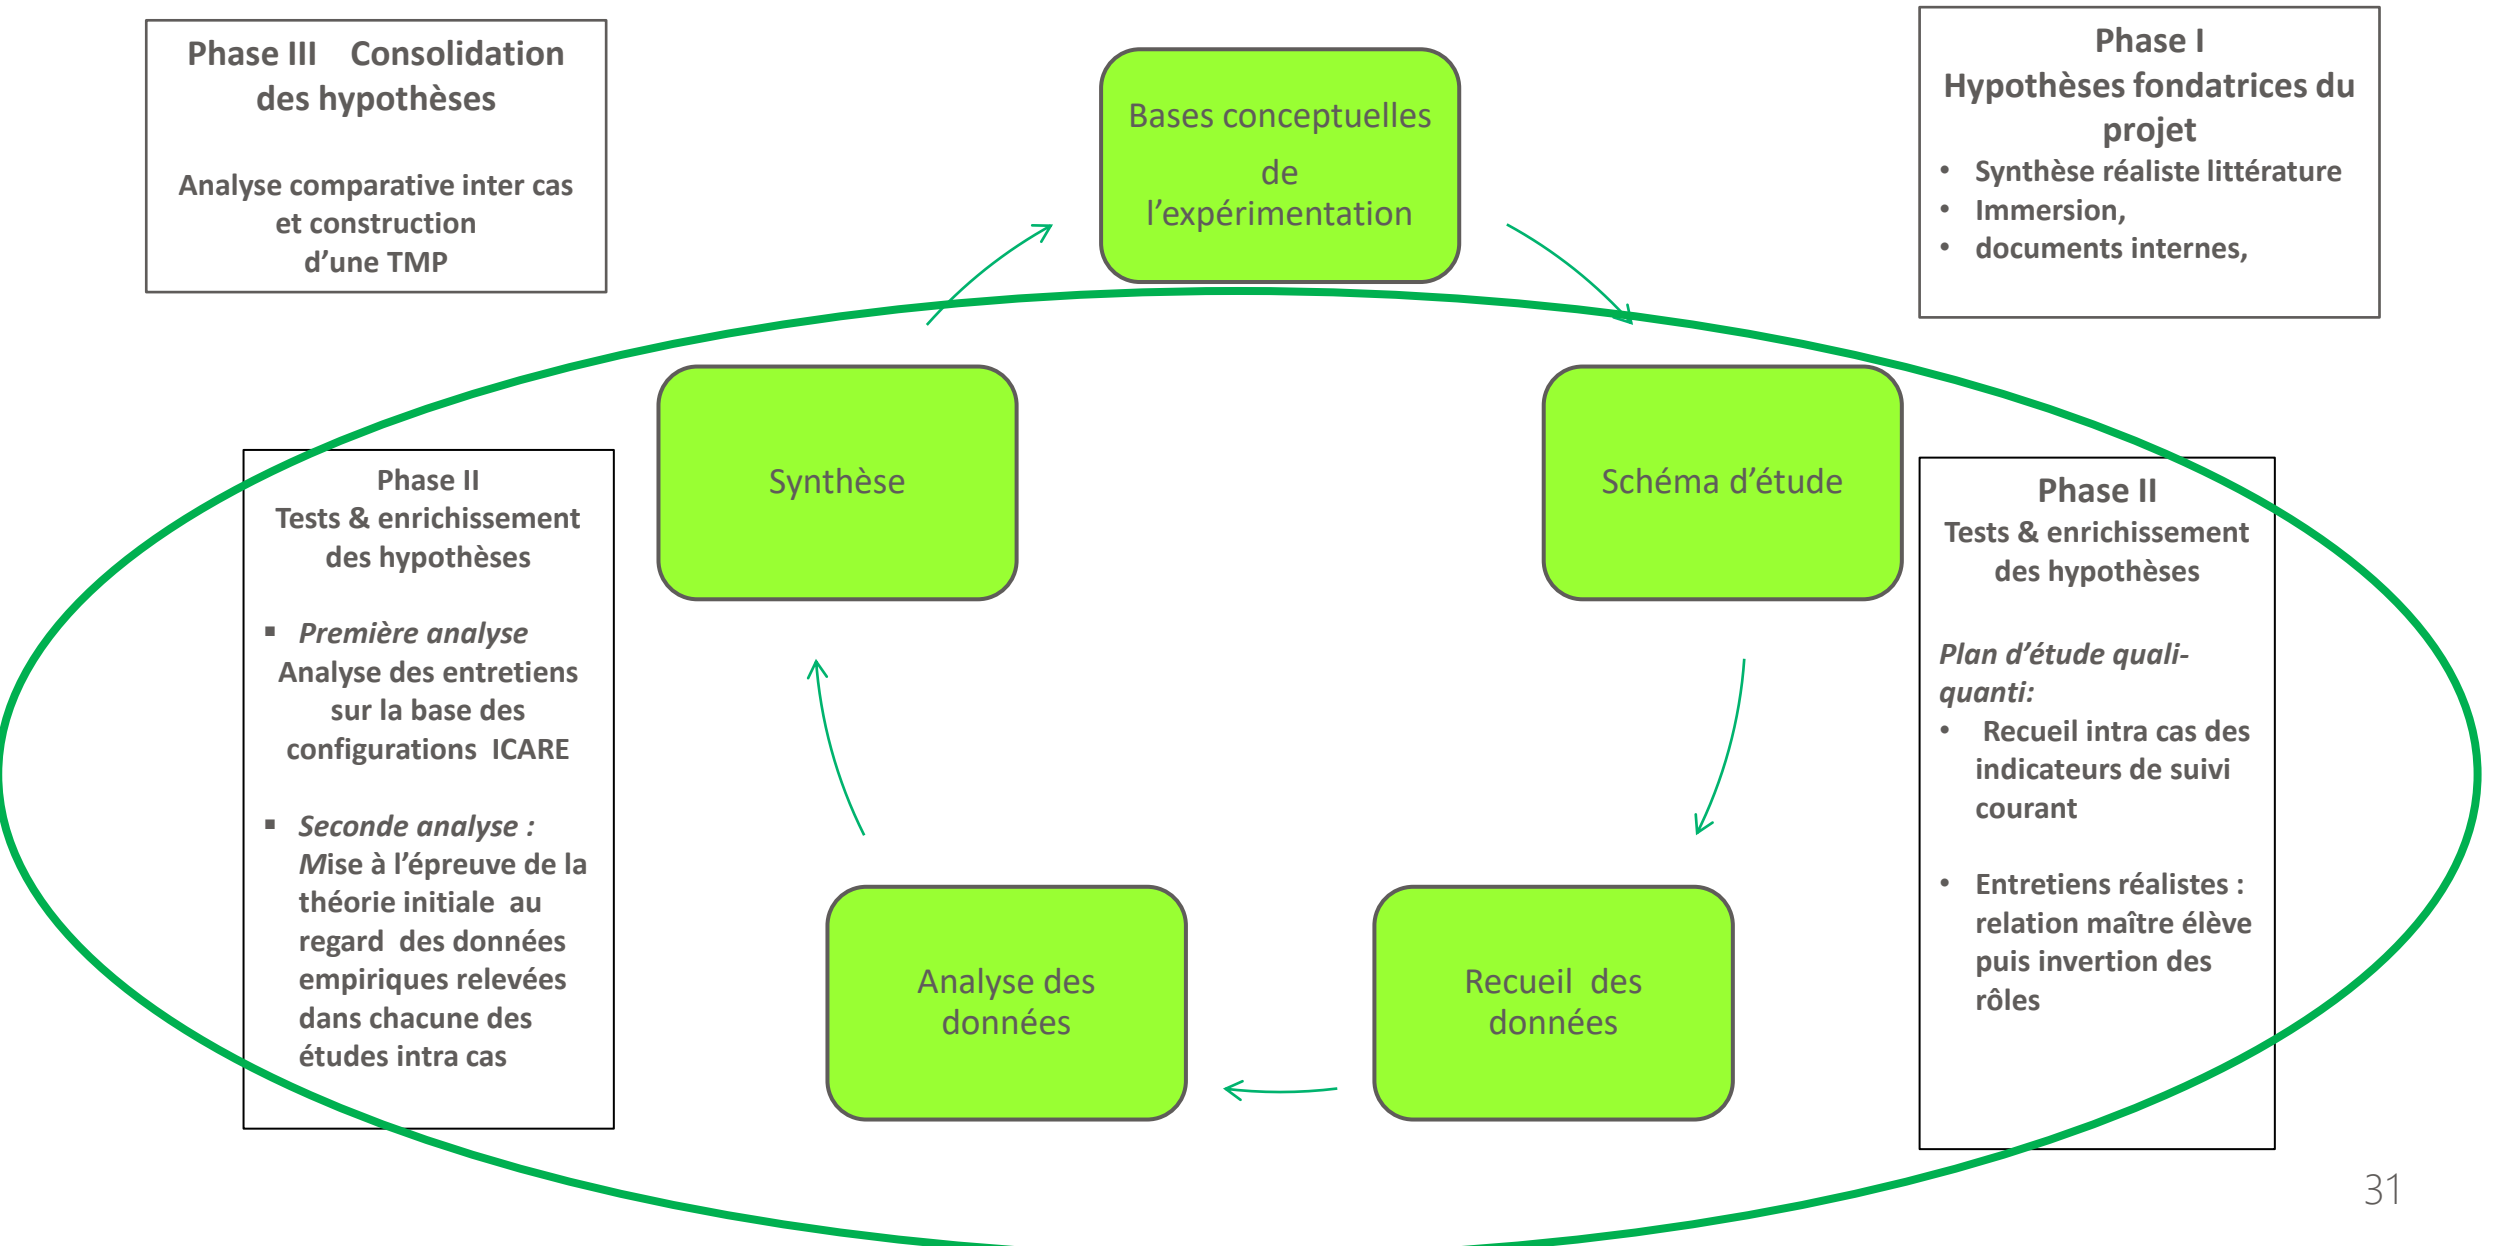 Phase III    Consolidation
des hypothèses
Analyse comparative inter cas
et construction
d’une TMP
Bases conceptuelles
de
l’expérimentation
Phase I
Hypothèses fondatrices du
projet
• Synthèse réaliste littérature
• Immersion,
• documents internes,
Synthèse
Schéma d’étude
Phase II
Tests & enrichissement
des hypothèses
▪ Première analyse
Analyse des entretiens
sur la base des
configurations  ICARE
▪ Seconde analyse :
Mise à l’épreuve de la
théorie initiale  au
regard  des données
empiriques relevées
dans chacune des
études intra cas
Phase II
Tests & enrichissement
des hypothèses
Plan d’étude quali-
quanti:
•  Recueil intra cas des
indicateurs de suivi
courant
• Entretiens réalistes :
relation maître élève
puis invertion des
rôles
Analyse des
données
Recueil  des
données
31